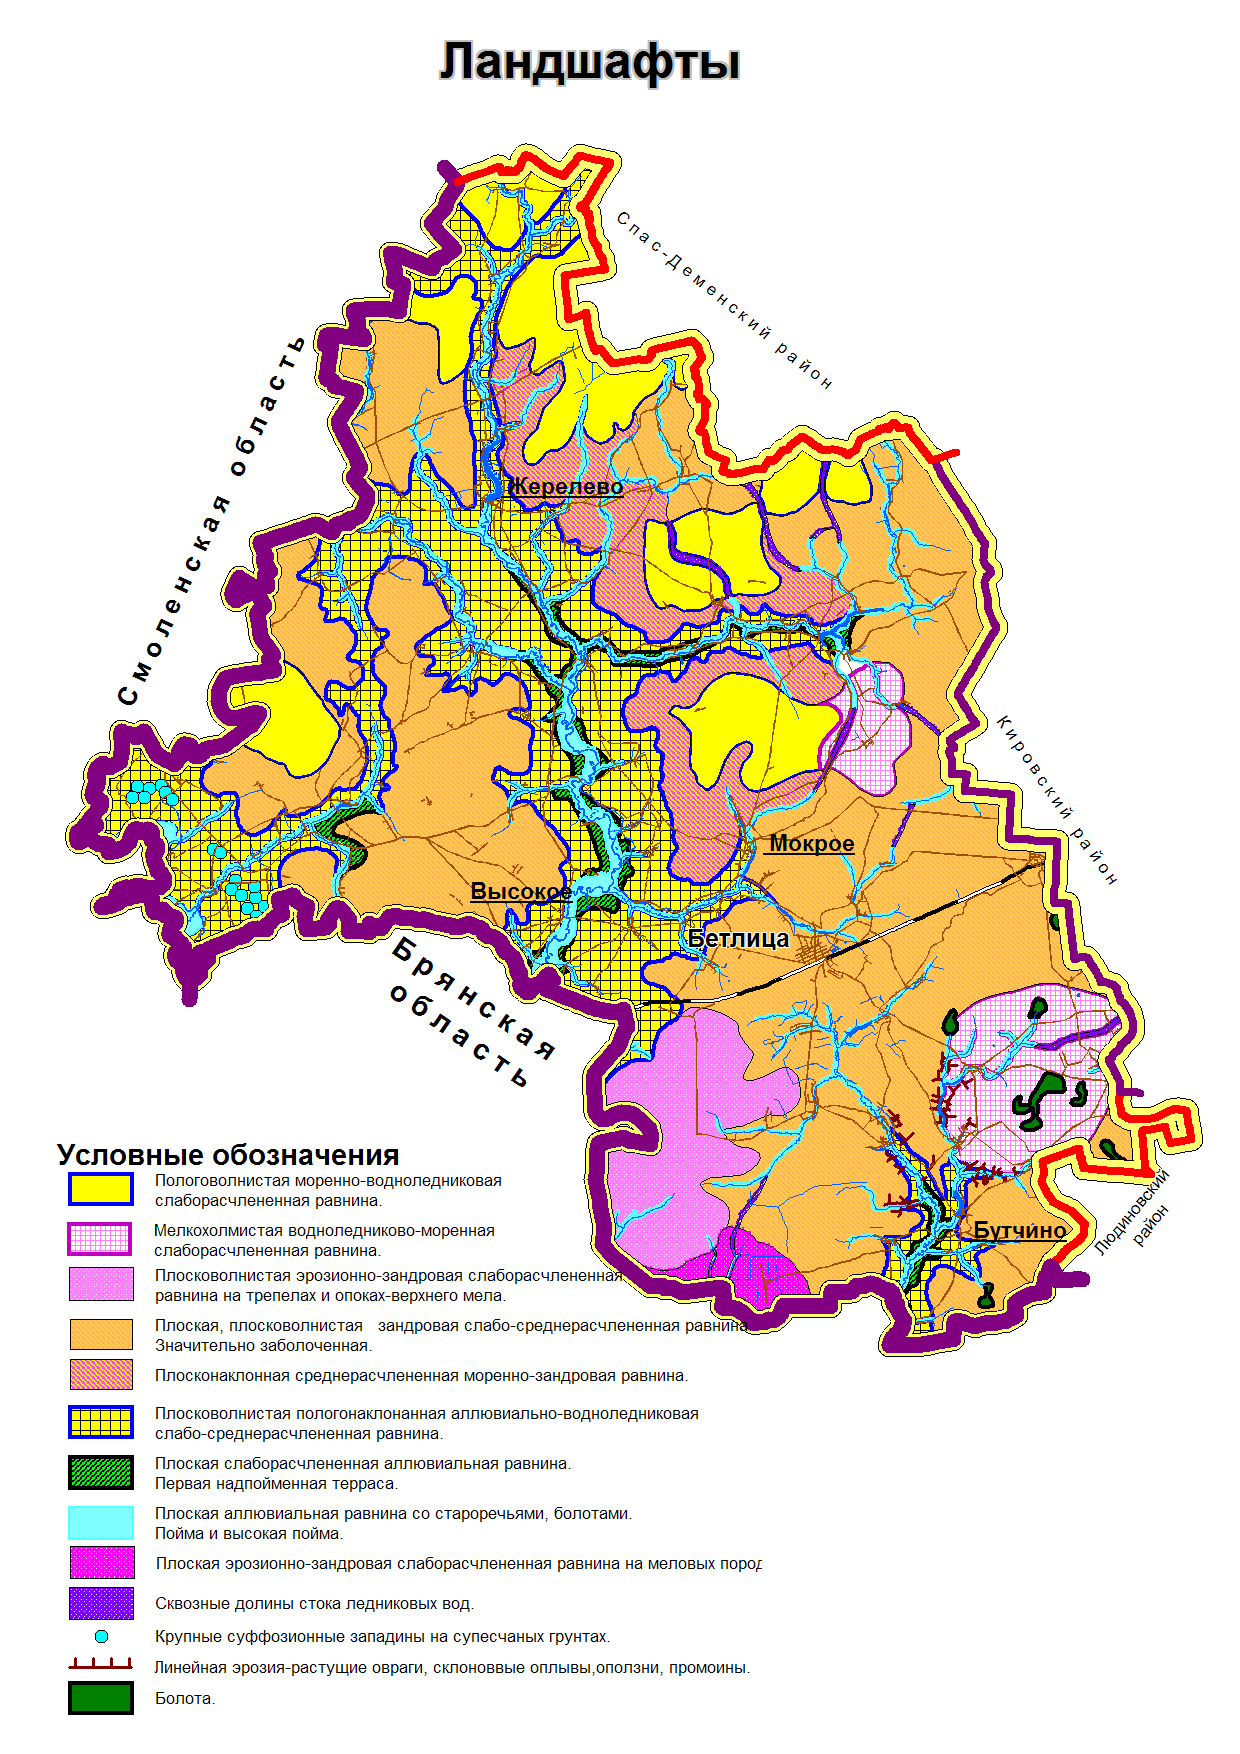 Ландшафты
Спас-Деменский район
Смоленская область
Жерелево
Кировский район
Мокрое
Высокое
Бетлица
Брянская
область
Бутчино
Людиновский
район
Условные обозначения
Пологоволнистая моренно-водноледниковая
слаборасчлененная равнина.
Мелкохолмистая водноледниково-моренная
слаборасчлененная равнина.
Плосковолнистая эрозионно-зандровая слаборасчлененная
равнина на трепелах и опоках-верхнего мела.
Плоская, плосковолнистая зандровая слабо-среднерасчлененная равнина
Значительно заболоченная.
Плосконаклонная среднерасчлененная моренно-зандровая равнина.
Плосковолнистая пологонаклонанная аллювиально-водноледниковая
слабо-среднерасчлененная равнина.
Плоская слаборасчлененная аллювиальная равнина.
Первая надпойменная терраса.
Плоская аллювиальная равнина со староречьями, болотами.
Пойма и высокая пойма.
Плоская эрозионно-зандровая слаборасчлененная равнина на меловых пород
Сквозные долины стока ледниковых вод.
Крупные суффозионные западины на супесчаных грунтах.
Линейная эрозия-растущие овраги, склоновые оплывы,оползни, промоины.
Болота.